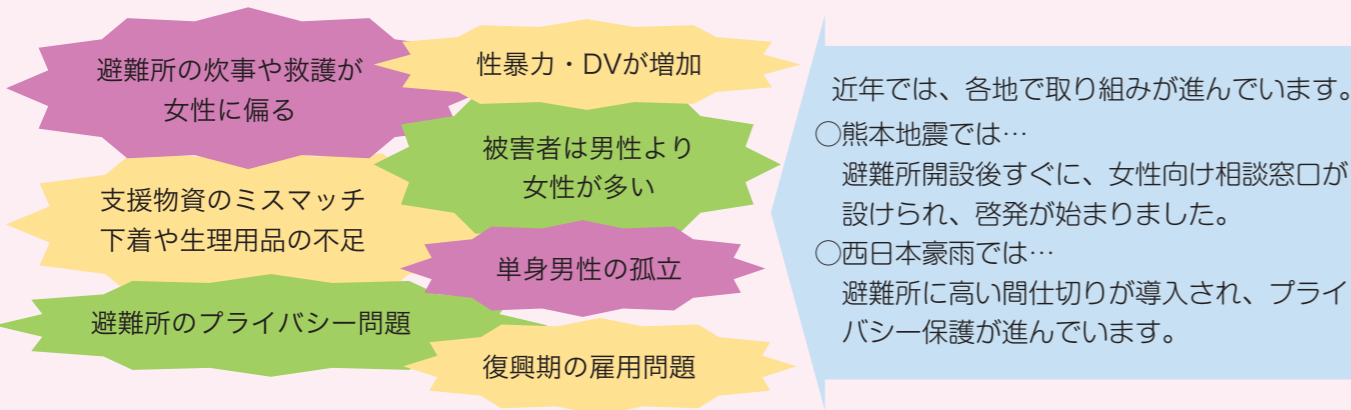 避難所の炊事や救護が
女性に偏る
性暴力・DVが増加
被害者は男性より
女性が多い
支援物資のミスマッチ
下着や生理用品の不足
単身男性の孤立
避難所のプライバシー問題
復興期の雇用問題
近年では、各地で取り組みが進んでいます。
○熊本地震では…
避難所開設後すぐに、女性向け相談窓口が
設けられ、啓発が始まりました。
○西日本豪雨では…
避難所に高い間仕切りが導入され、プライ
バシー保護が進んでいます。